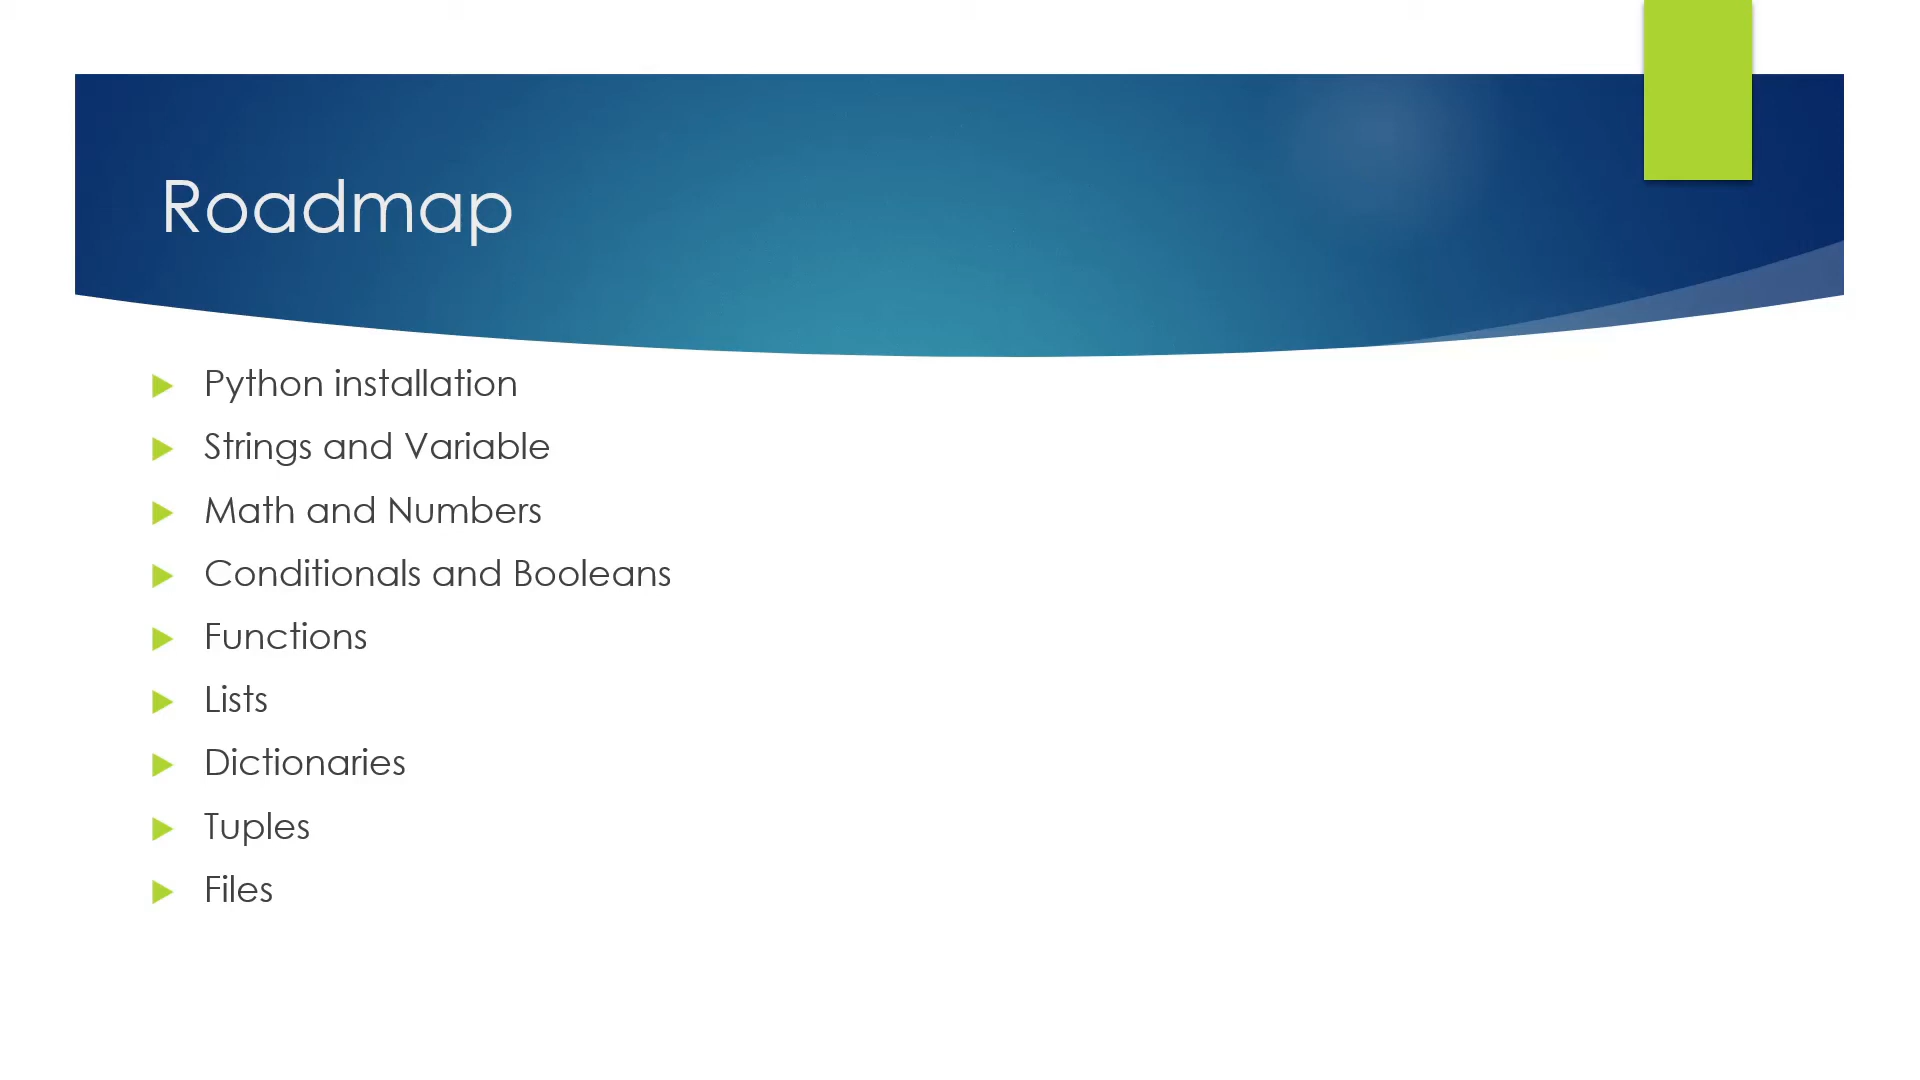 Roadmap
Python installation
Strings and Variable
Math and Numbers
Conditionals and Booleans
Functions
Lists
Dictionaries
Tuples
Files